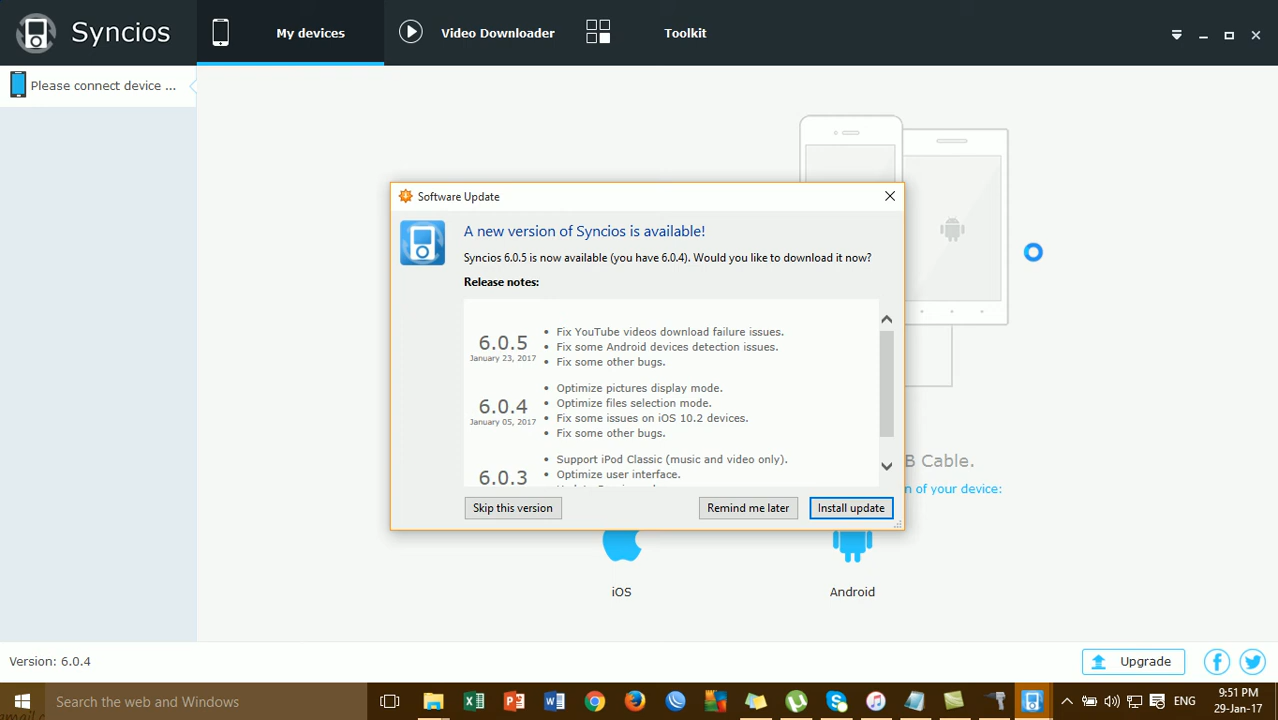 Syncios
My devices
Video Downloader
Toolkit
Please connect device ...
Software Update
A new version of Syncios is available!
Syncios 6.0.5 is now available (you have 6.0.4). Would you like to download it now?
Release notes:
6.0.5
January 23, 2017
• Fix YouTube videos download failure issues.
• Fix some Android devices detection issues.
• Fix some other bugs.
6.0.4
January 05, 2017
• Optimize pictures display mode.
• Optimize files selection mode.
• Fix some issues on iOS 10.2 devices.
• Fix some other bugs.
6.0.3
• Support iPod Classic (music and video only).
• Optimize user interface.
Skip this version
Remind me later
Install update
B Cable.
n of your device:
iOS
Android
Version: 6.0.4
Upgrade
Search the web and Windows
ENG
9:51 PM
29-Jan-17